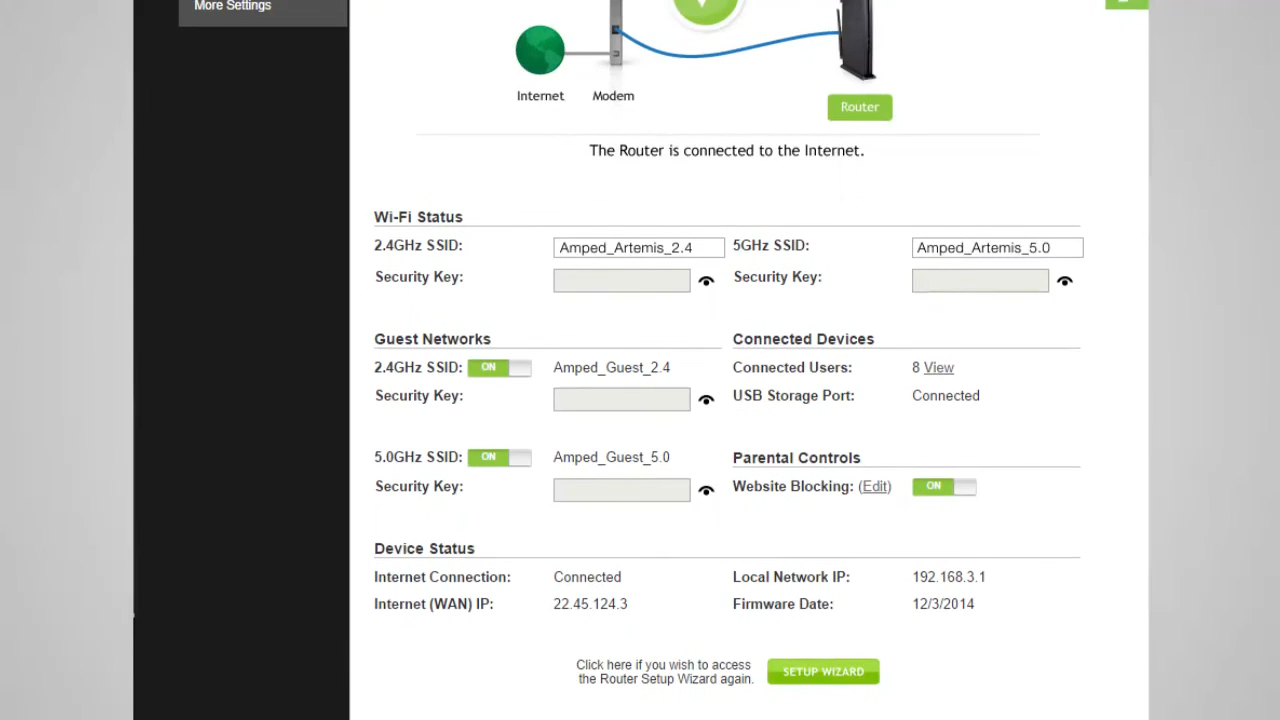 More Settings
Internet
Modem
Router
The Router is connected to the Internet.
Wi-Fi Status
2.4GHz SSID: Amped_Artemis_2.4 5GHz SSID: Amped_Artemis_5.0
Security Key: Security Key:
Guest Networks Connected Devices
2.4GHz SSID: ON Amped_Guest_2.4 Connected Users: 8 View
Security Key: USB Storage Port: Connected
5.0GHz SSID: ON Amped_Guest_5.0 Parental Controls
Security Key: Website Blocking: (Edit) ON
Device Status
Internet Connection: Connected Local Network IP: 192.168.3.1
Internet (WAN) IP: 22.45.124.3 Firmware Date: 12/3/2014
Click here if you wish to access
the Router Setup Wizard again.
SETUP WIZARD